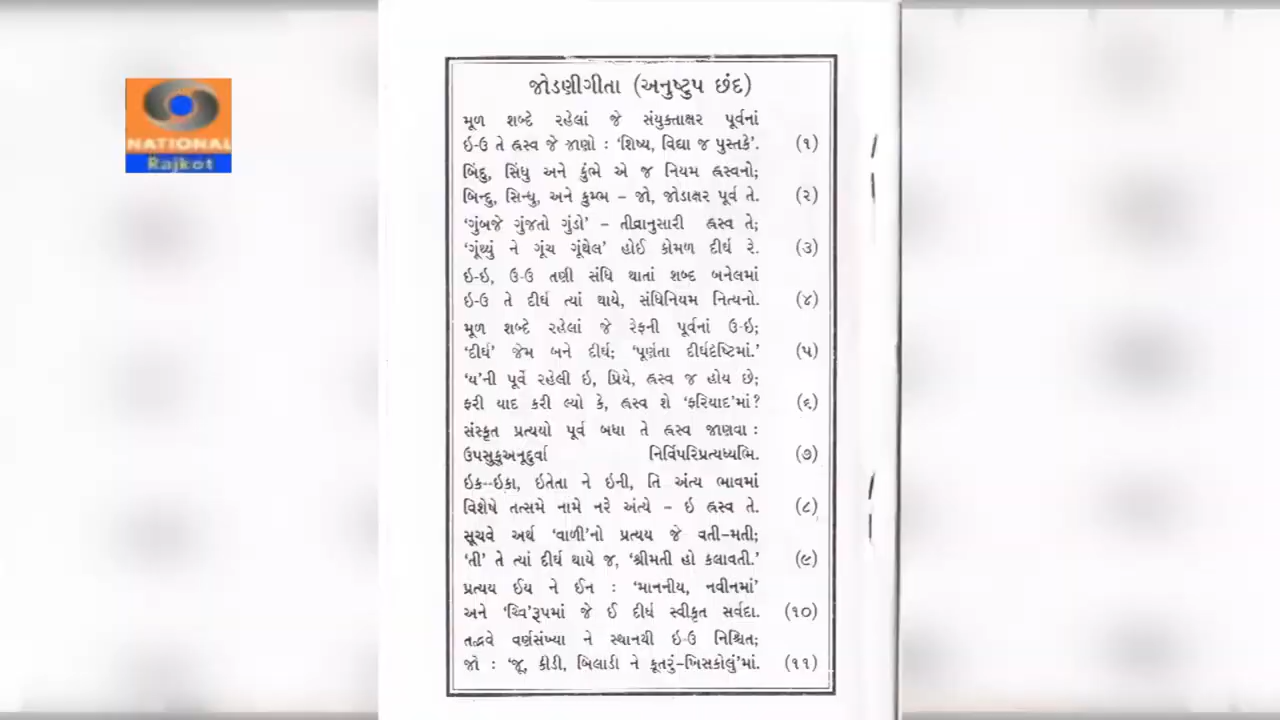 NATIONAL
Rajkot
જોડણીગીતા (અનુષ્ટુપ છંદ)
મૂળ શબ્દે રહેલાં જે સંયુક્તાક્ષર પૂર્વનાં
ઇ-ઉ તે હ્રસ્વ જે જાણો : ‘શિષ્ય, વિદ્યા જ પુસ્તકે’. (૧)
બિંદુ, સિંધુ અને કુંભે એ જ નિયમ હ્રસ્વનો;
બિન્દુ, સિન્ધુ, અને કુમ્ભ – જો, જોડાક્ષર પૂર્વ તે. (૨)
‘ગુંબજે ગુંજતો ગુંડો’ – તીવ્રાનુસારી હ્રસ્વ તે;
‘ગૂંથ્યું ને ગૂંચ ગૂંથેલ’ હોઈ કોમળ દીર્ઘ રે. (૩)
ઇ-ઇ, ઉ-ઉ તણી સંધિ થાતાં શબ્દ બનેલમાં
ઇ-ઉ તે દીર્ઘ ત્યાં થાયે, સંધિનિયમ નિત્યનો. (૪)
મૂળ શબ્દે રહેલાં જે રેફની પૂર્વનાં ઉ-ઇ;
‘દીર્ઘ’ જેમ બને દીર્ઘ; ‘પૂર્ણતા દીર્ઘદૃષ્ટિમાં.’ (૫)
‘ય’ની પૂર્વે રહેલી ઇ, પ્રિયે, હ્રસ્વ જ હોય છે;
ફરી યાદ કરી લ્યો કે, હ્રસ્વ શે ‘ફરિયાદ’માં? (૬)
સંસ્કૃત પ્રત્યયો પૂર્વ બધા તે હ્રસ્વ જાણવા :
ઉપસુકુઅનૂદુર્વા નિર્વિપરિપ્રત્યધ્યભિ. (૭)
ઇક--ઇકા, ઇતેતા ને ઇની, તિ અંત્ય ભાવમાં
વિશેષે તત્સમે નામે નરે અંત્યે – ઇ હ્રસ્વ તે. (૮)
સૂચવે અર્થ ‘વાળી’નો પ્રત્યય જે વતી–મતી;
‘તી’ તે ત્યાં દીર્ઘ થાયે જ, ‘શ્રીમતી હો કલાવતી.’ (૯)
પ્રત્યય ઈય ને ઈન : ‘માનનીય, નવીનમાં’
અને ‘ચ્વિ’રૂપમાં જે ઈ દીર્ઘ સ્વીકૃત સર્વદા. (૧૦)
તદ્ભવે વર્ણસંખ્યા ને સ્થાનથી ઇ-ઉ નિશ્ચિત;
જો : ‘જૂ, કીડી, બિલાડી ને કૂતરું–ખિસકોલું’માં. (૧૧)